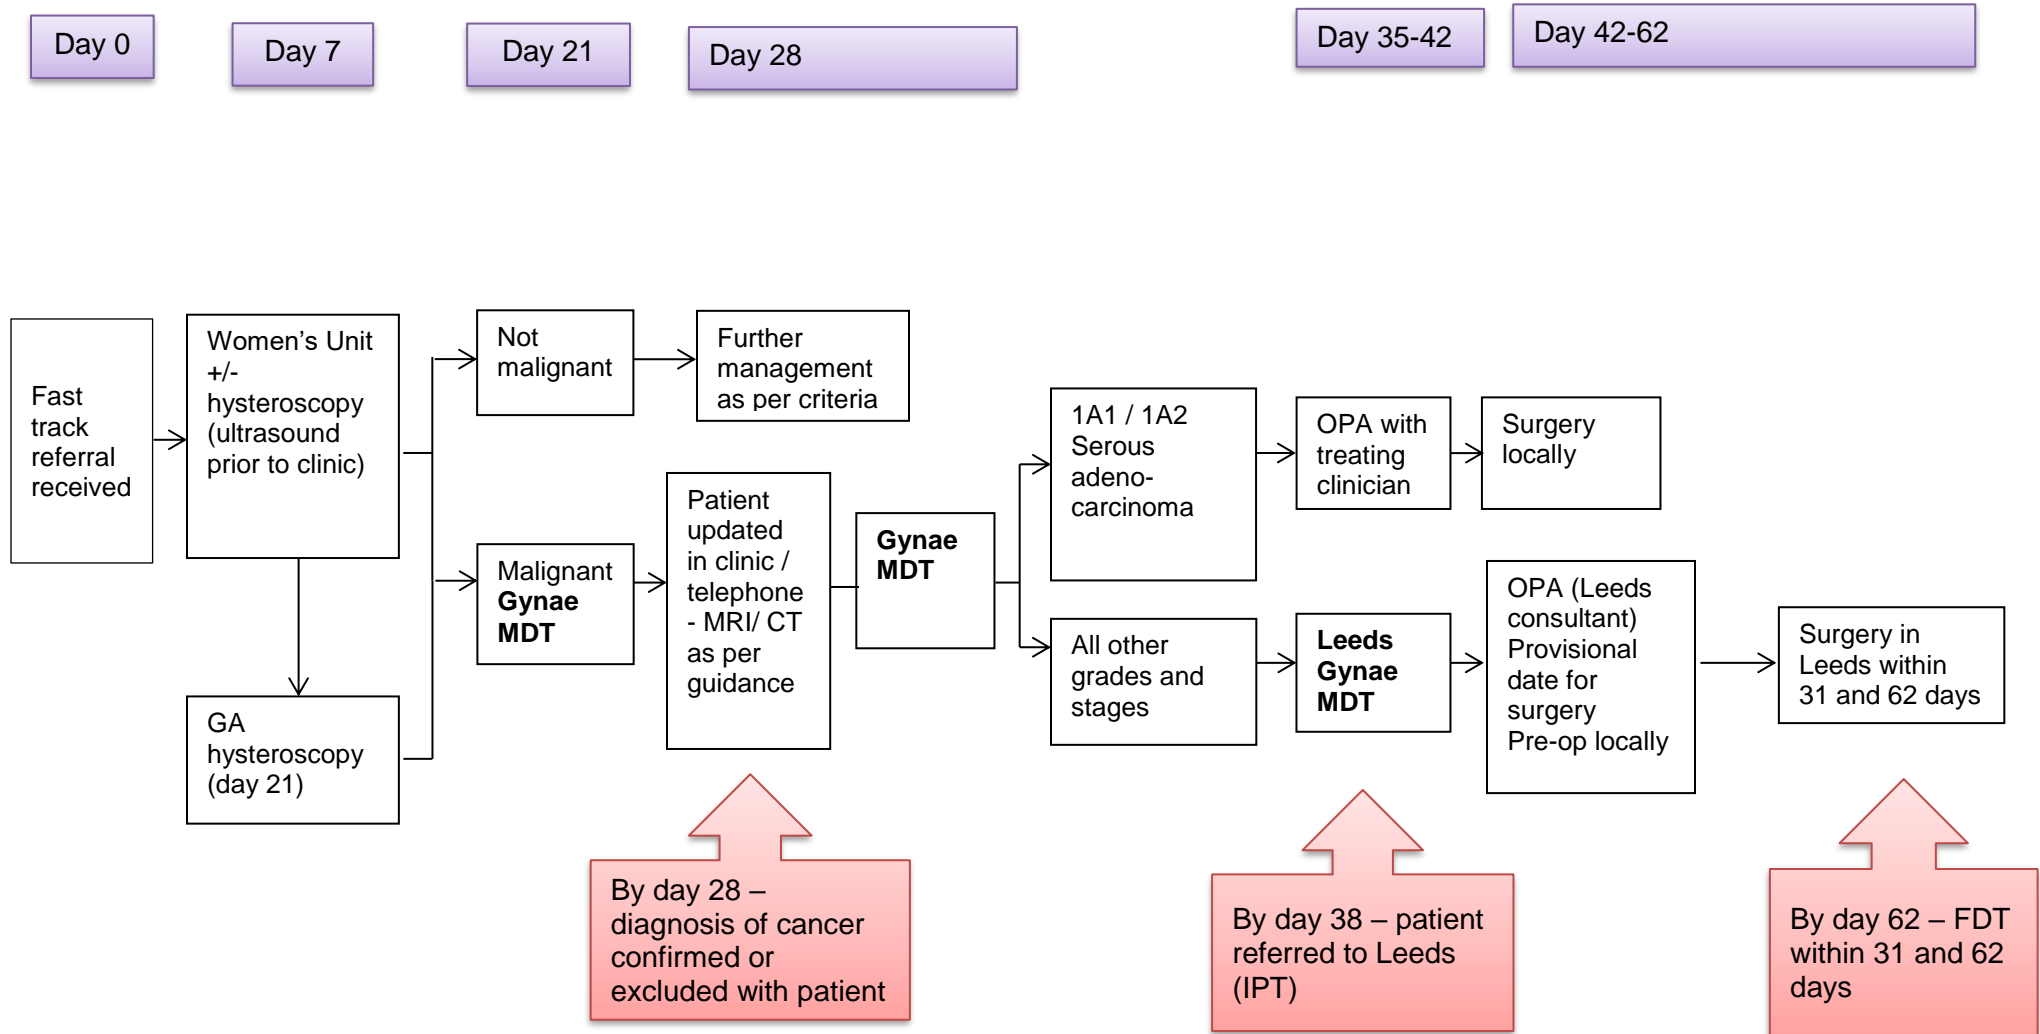 Day 0
Day 7
Day 21
Day 28
Day 35-42
Day 42-62
Fast
track
referral
received
Women’s Unit
+/-
hysteroscopy
(ultrasound
prior to clinic)
GA
hysteroscopy
(day 21)
Not
malignant
Further
management
as per criteria
Malignant
Gynae
MDT
Patient
updated
in clinic /
telephone
- MRI/ CT
as per
guidance
Gynae
MDT
1A1 / 1A2
Serous
adeno-
carcinoma
OPA with
treating
clinician
Surgery
locally
All other
grades and
stages
Leeds
Gynae
MDT
OPA (Leeds
consultant)
Provisional
date for
surgery
Pre-op locally
Surgery in
Leeds within
31 and 62 days
By day 28 –
diagnosis of cancer
confirmed or
excluded with patient
By day 38 – patient
referred to Leeds
(IPT)
By day 62 – FDT
within 31 and 62
days